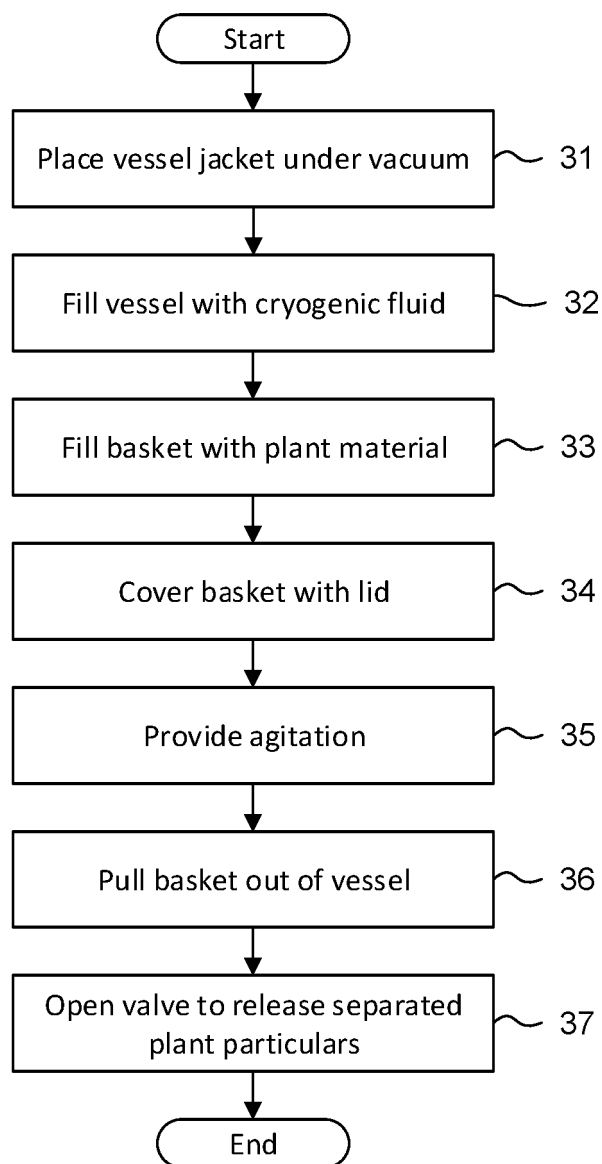 Start
Place vessel jacket under vacuum
31
Fill vessel with cryogenic fluid
32
Fill basket with plant material
33
Cover basket with lid
34
Provide agitation
35
Pull basket out of vessel
36
Open valve to release separated
plant particulars
37
End